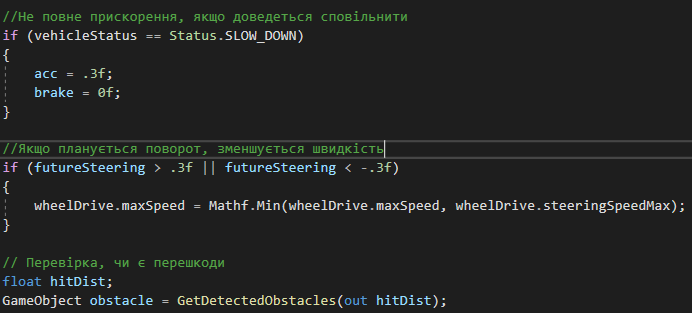 //Не повне прискорення, якщо доведеться сповільнити
if (vehicleStatus == Status.SLOW_DOWN)
{
    acc = .3f;
    brake = 0f;
}
//Якщо планується поворот, зменшується швидкість
if (futureSteering > .3f || futureSteering < -.3f)
{
    wheelDrive.maxSpeed = Mathf.Min(wheelDrive.maxSpeed, wheelDrive.steeringSpeedMax);
}
// Перевірка, чи є перешкоди
float hitDist;
GameObject obstacle = GetDetectedObstacles(out hitDist);